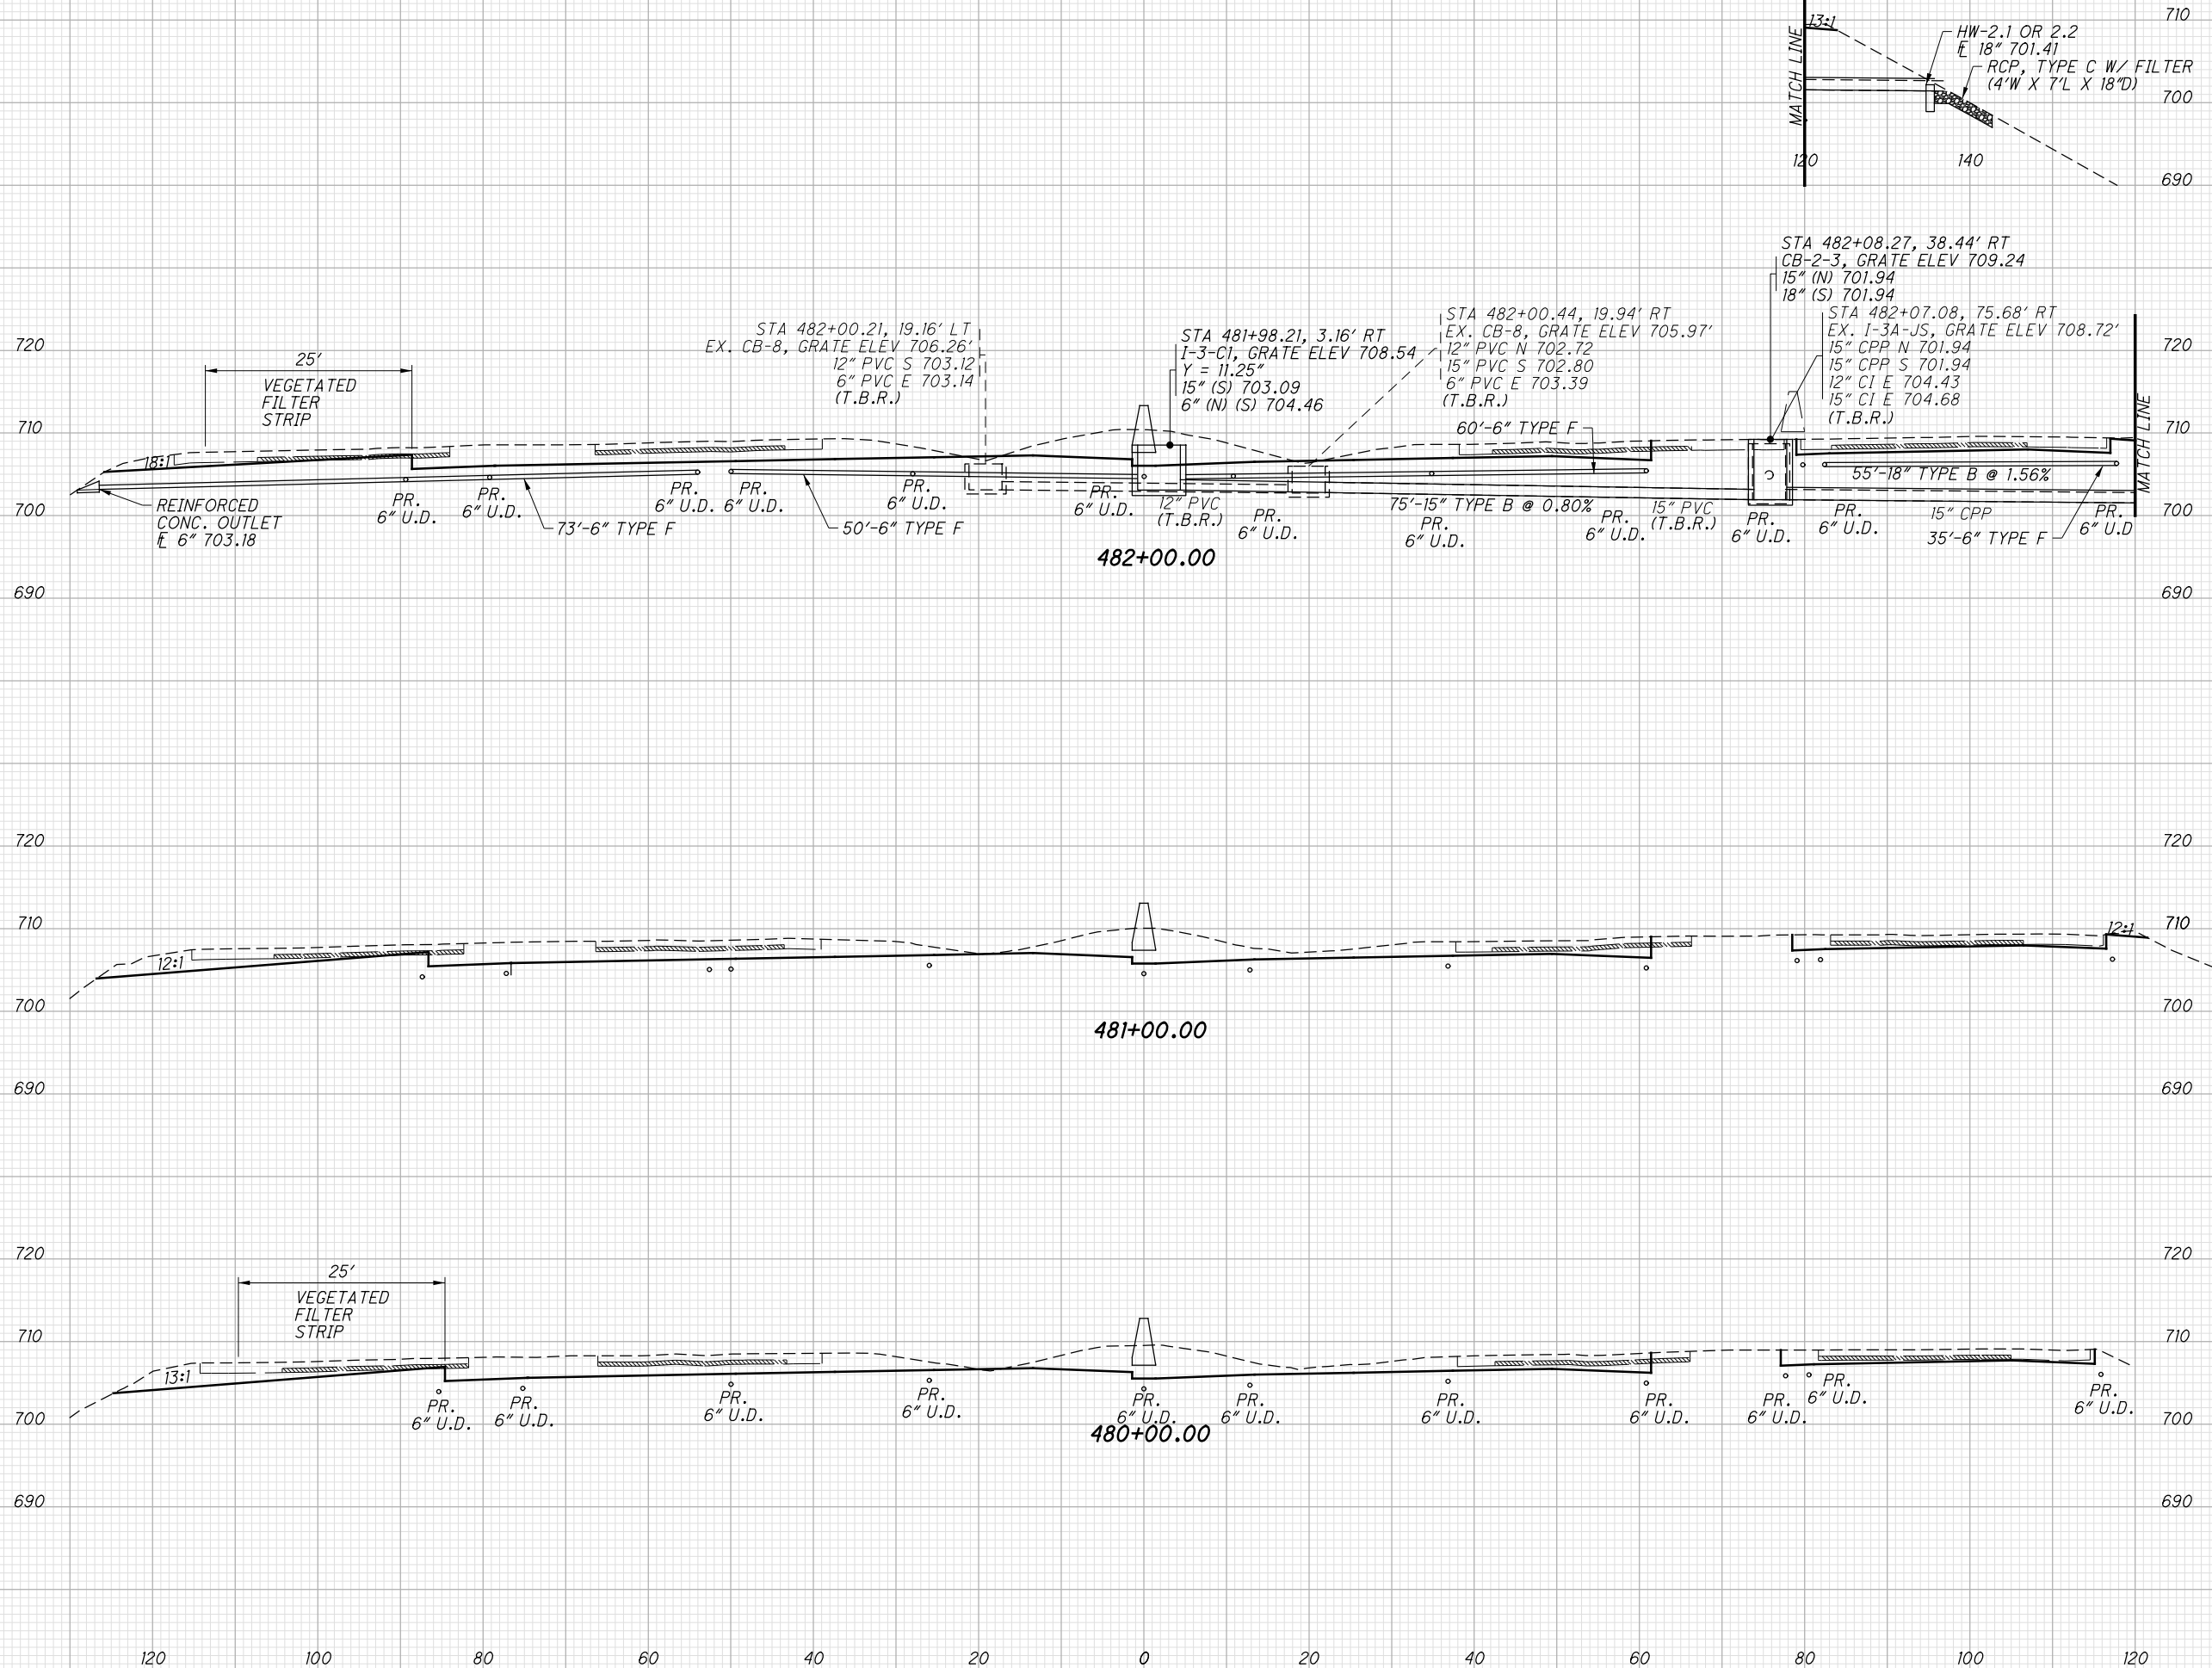 710
13:1
HW-2.1 OR 2.2
℄ 18" 701.41
RCP, TYPE C W/ FILTER
(4'W X 7'L X 18"D)
MATCH LINE
700
120
140
690
STA 482+08.27, 38.44' RT
CB-2-3, GRATE ELEV 709.24
15" (N) 701.94
18" (S) 701.94
STA 482+07.08, 75.68' RT
EX. I-3A-JS, GRATE ELEV 708.72'
15" CPP N 701.94
15" CPP S 701.94
12" CI E 704.43
15" CI E 704.68
(T.B.R.)
STA 482+00.44, 19.94' RT
EX. CB-8, GRATE ELEV 705.97'
12" PVC N 702.72
15" PVC S 702.80
6" PVC E 703.39
(T.B.R.)
STA 481+98.21, 3.16' RT
I-3-C1, GRATE ELEV 708.54
Y = 11.25"
15" (S) 703.09
6" (N) (S) 704.46
STA 482+00.21, 19.16' LT
EX. CB-8, GRATE ELEV 706.26'
12" PVC S 703.12
6" PVC E 703.14
(T.B.R.)
720
720
25'
VEGETATED
FILTER
STRIP
710
710
60'-6" TYPE F
MATCH LINE
18:1
55'-18" TYPE B @ 1.56%
REINFORCED
CONC. OUTLET
℄ 6" 703.18
PR.
6" U.D.
PR.
6" U.D.
73'-6" TYPE F
PR.
6" U.D.
PR.
6" U.D.
50'-6" TYPE F
PR.
6" U.D.
PR.
6" U.D.
12" PVC
(T.B.R.)
PR.
6" U.D.
75'-15" TYPE B @ 0.80%
PR.
6" U.D.
PR.
6" U.D.
15" PVC
(T.B.R.)
PR.
6" U.D.
PR.
6" U.D.
15" CPP
35'-6" TYPE F
PR.
6" U.D
700
700
482+00.00
690
690
720
720
710
12:1
710
12:1
700
700
481+00.00
690
690
720
720
25'
VEGETATED
FILTER
STRIP
710
710
13:1
PR.
6" U.D.
PR.
6" U.D.
PR.
6" U.D.
PR.
6" U.D.
PR.
6" U.D.
PR.
6" U.D.
PR.
6" U.D.
PR.
6" U.D.
PR.
6" U.D.
PR.
6" U.D.
PR.
6" U.D.
700
700
480+00.00
690
690
120 100 80 60 40 20 0 20 40 60 80 100 120